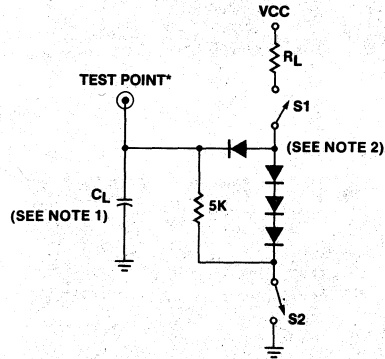 VCC
RL
TEST POINT*
S1
(SEE NOTE 2)
CL
(SEE NOTE 1)
5K
S2